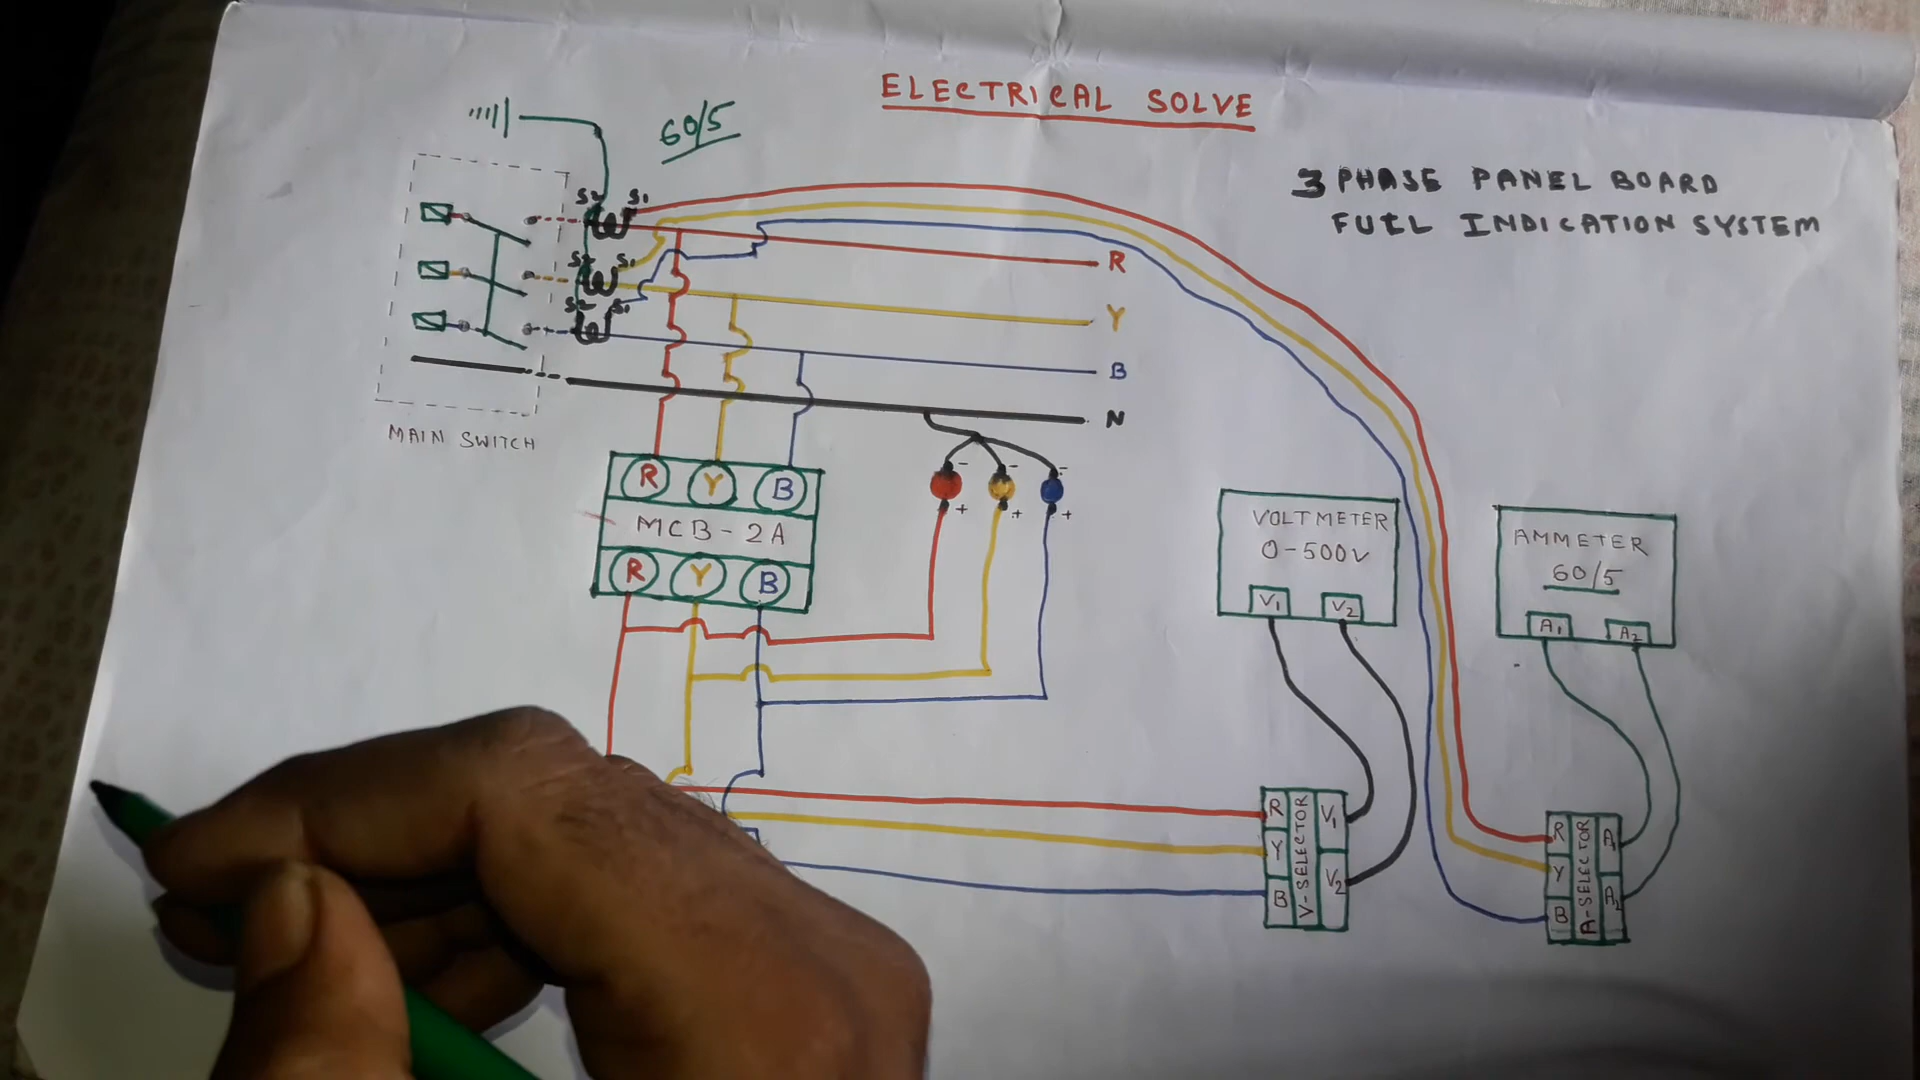 ELECTRICAL SOLVE
60/5
3 PHASE PANEL BOARD
FULL INDICATION SYSTEM
S2 S1
S2 S1
S2 S1
R
Y
B
N
MAIN SWITCH
R Y B
MCB-2A
R Y B
- - -
+ + +
VOLTMETER
0-500V
V1 V2
AMMETER
60/5
A1 A2
R
Y
B
V-SELECTOR
V1
V2
R
Y
B
A-SELECTOR
A1
A2